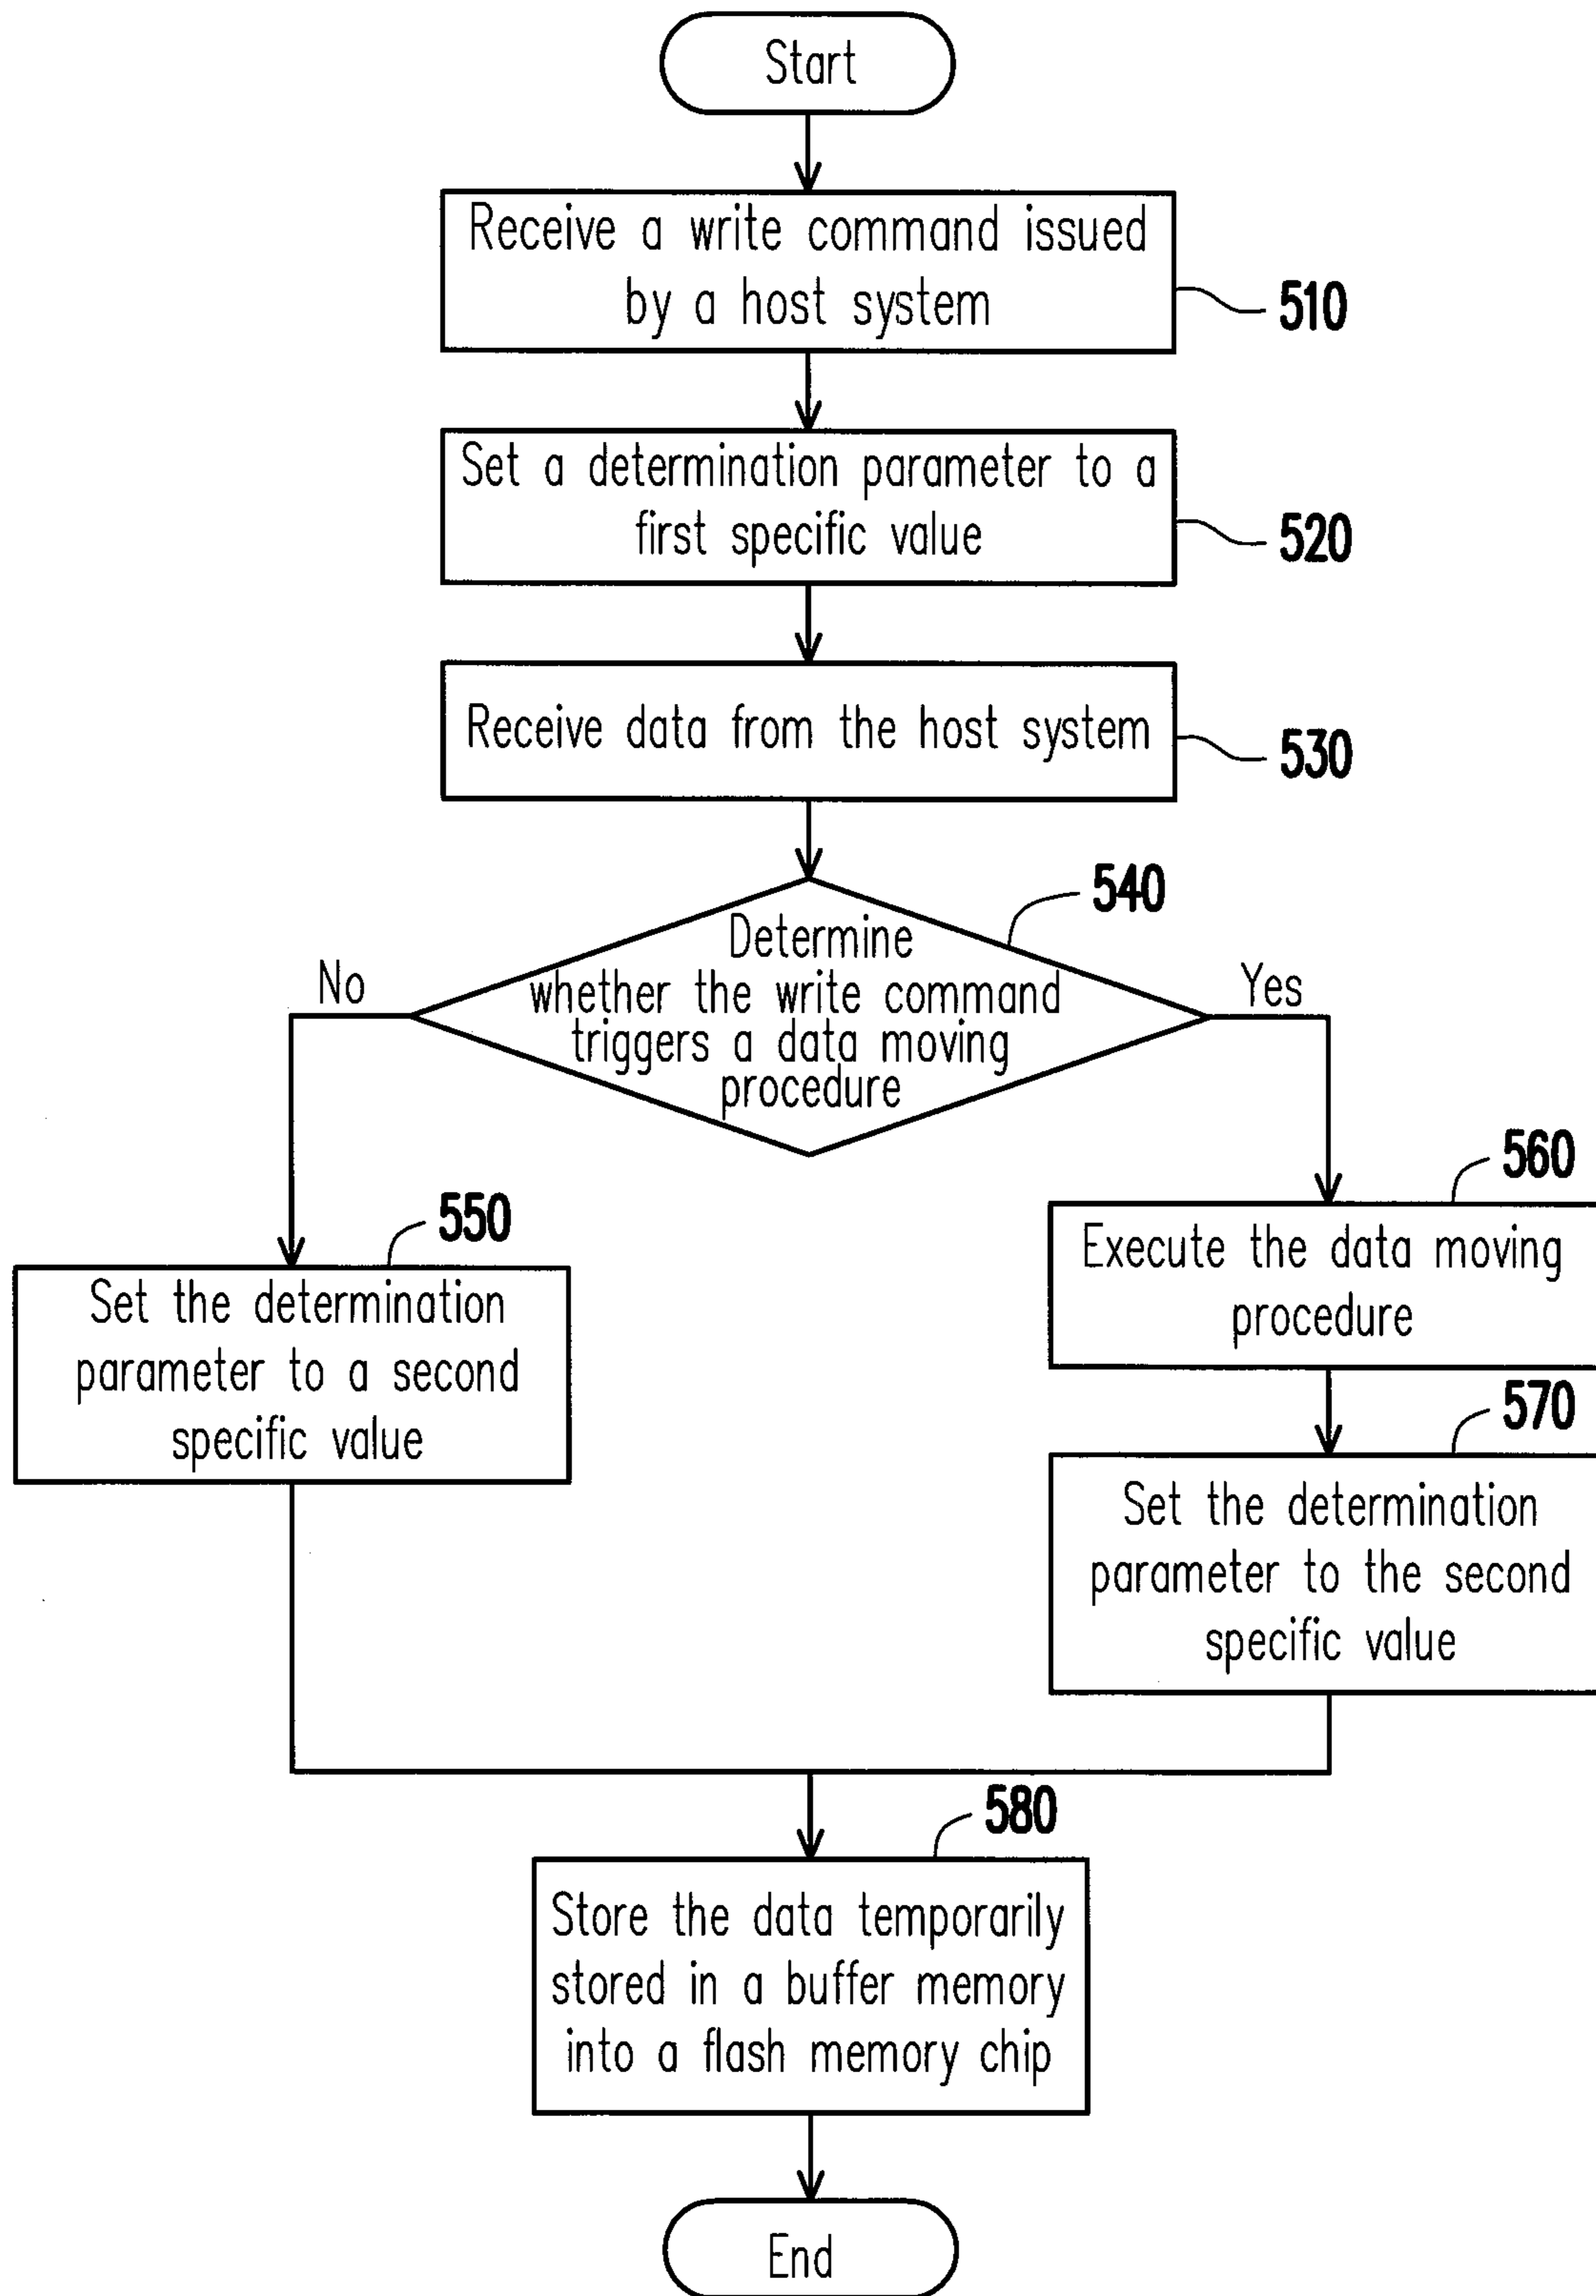 Start
Receive a write command issued
by a host system
510
Set a determination parameter to a
first specific value
520
Receive data from the host system
530
540
Determine
whether the write command
triggers a data moving
procedure
No
Yes
550
Set the determination
parameter to a second
specific value
560
Execute the data moving
procedure
570
Set the determination
parameter to the second
specific value
580
Store the data temporarily
stored in a buffer memory
into a flash memory chip
End